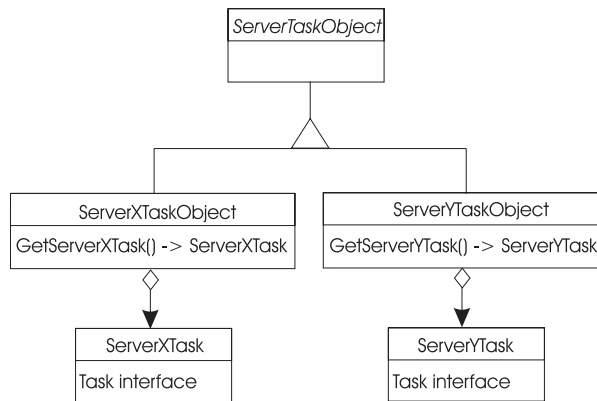 ServerTaskObject
ServerXTaskObject
GetServerXTask() -> ServerXTask
ServerYTaskObject
GetServerYTask() -> ServerYTask
ServerXTask
Task interface
ServerYTask
Task interface